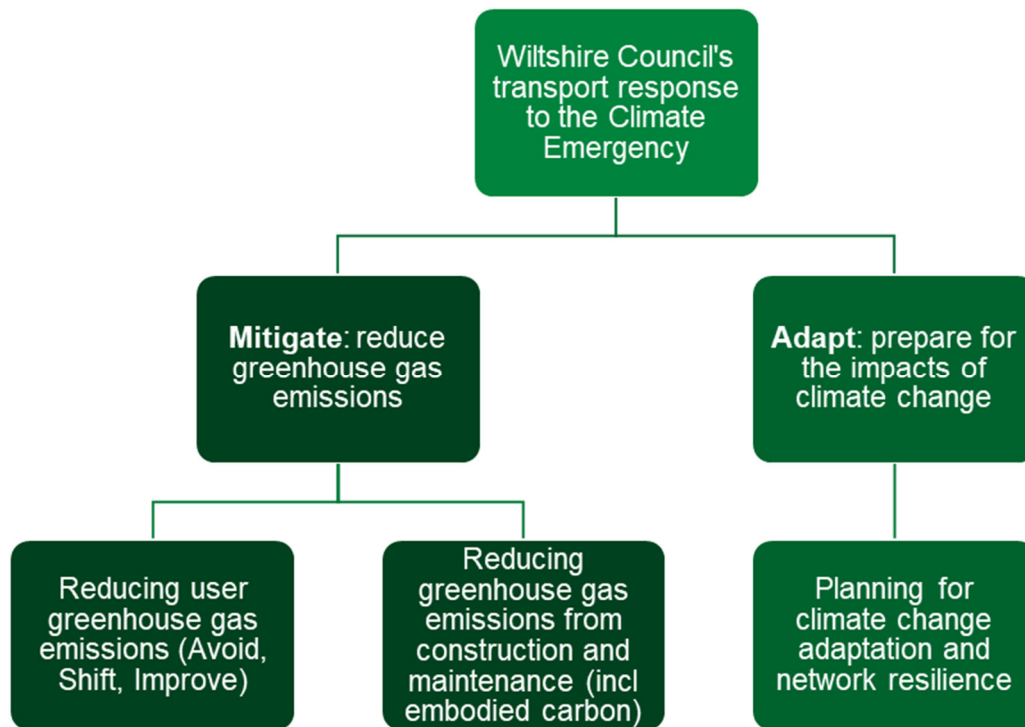 Wiltshire Council's
transport response
to the Climate
Emergency
Mitigate: reduce
greenhouse gas
emissions
Adapt: prepare for
the impacts of
climate change
Reducing user
greenhouse gas
emissions (Avoid,
Shift, Improve)
Reducing
greenhouse gas
emissions from
construction and
maintenance (incl
embodied carbon)
Planning for
climate change
adaptation and
network resilience